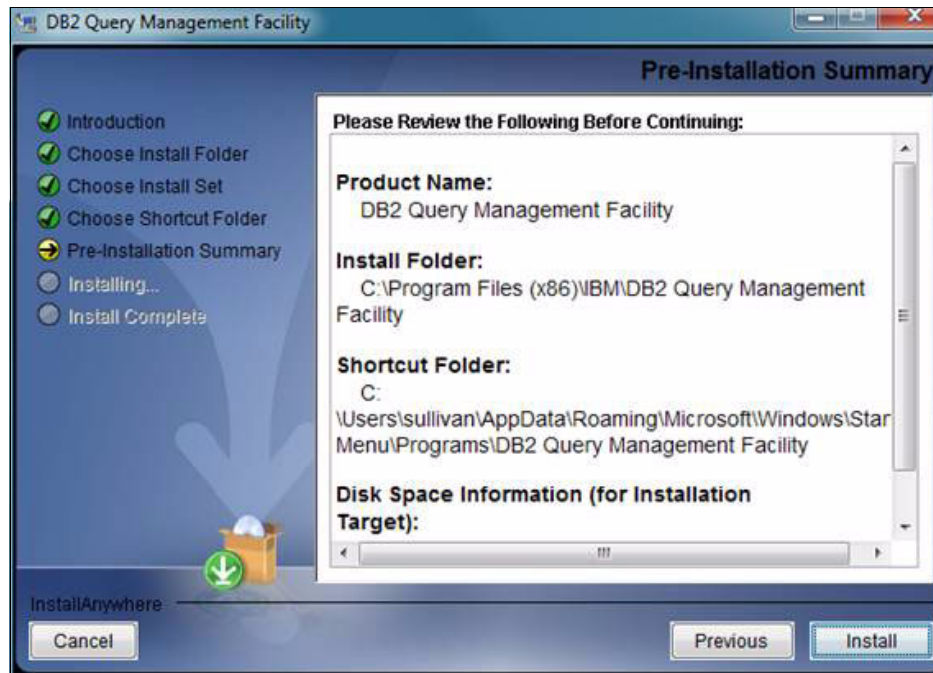 DB2 Query Management Facility
Pre-Installation Summary
Introduction
Choose Install Folder
Choose Install Set
Choose Shortcut Folder
Pre-Installation Summary
Installing...
Install Complete
Please Review the Following Before Continuing:
Product Name:
DB2 Query Management Facility
Install Folder:
C:\Program Files (x86)\IBM\DB2 Query Management
Facility
Shortcut Folder:
C:
\Users\sullivan\AppData\Roaming\Microsoft\Windows\Star
Menu\Programs\DB2 Query Management Facility
Disk Space Information (for Installation
Target):
InstallAnywhere
Cancel
Previous
Install